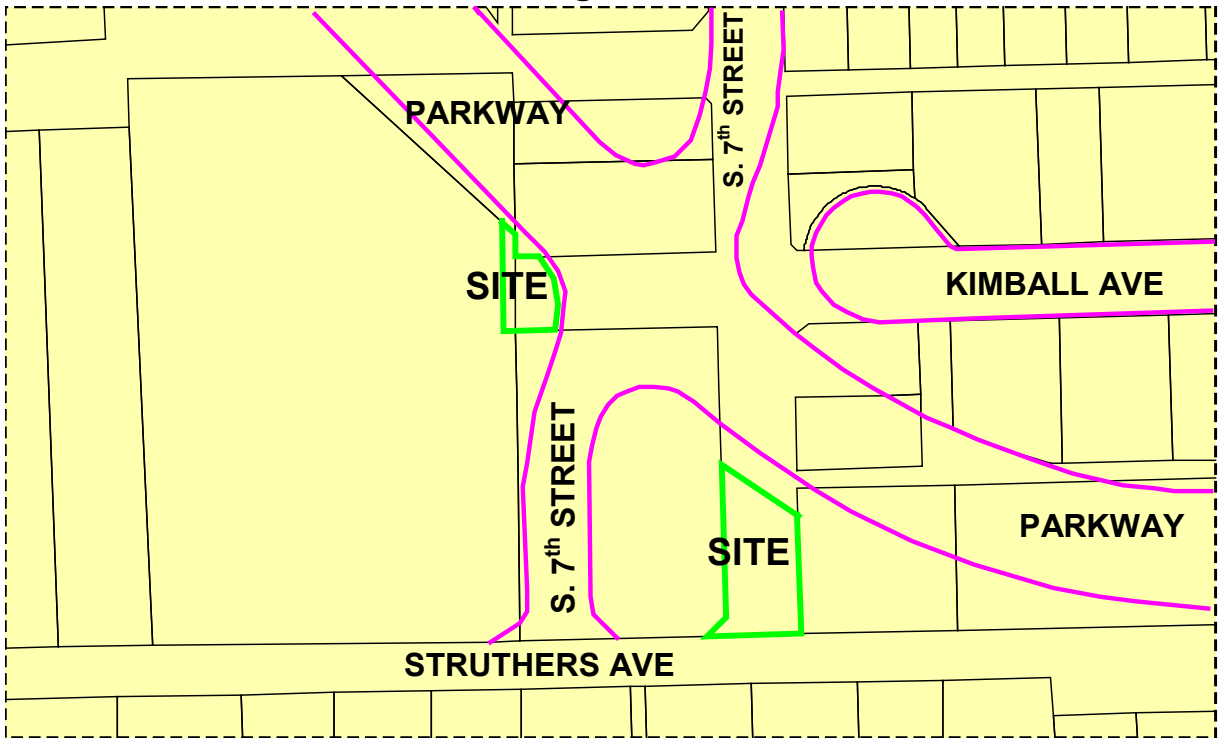 S. 7th STREET
PARKWAY
SITE
KIMBALL AVE
S. 7th STREET
PARKWAY
SITE
STRUTHERS AVE